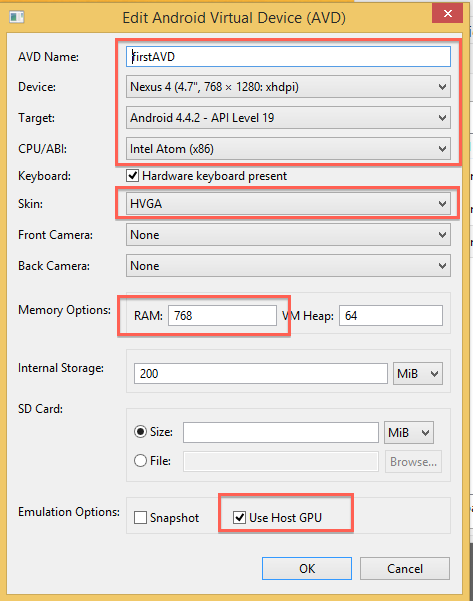 Edit Android Virtual Device (AVD)
AVD Name: firstAVD
Device: Nexus 4 (4.7", 768 × 1280: xhdpi)
Target: Android 4.4.2 - API Level 19
CPU/ABI: Intel Atom (x86)
Keyboard: Hardware keyboard present
Skin: HVGA
Front Camera: None
Back Camera: None
Memory Options: RAM: 768 VM Heap: 64
Internal Storage: 200 MiB
SD Card:
Size: MiB
File: Browse...
Emulation Options: Snapshot Use Host GPU
OK Cancel